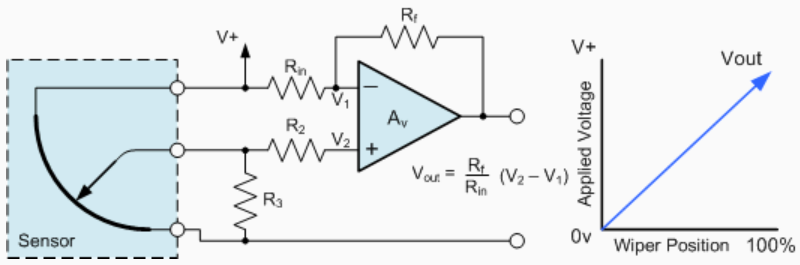 V+
Rf
Rin
V1
−
Av
R2
V2
+
R3
Sensor
Vout = Rf/Rin (V2 − V1)
V+
Vout
Applied Voltage
0v
Wiper Position
100%